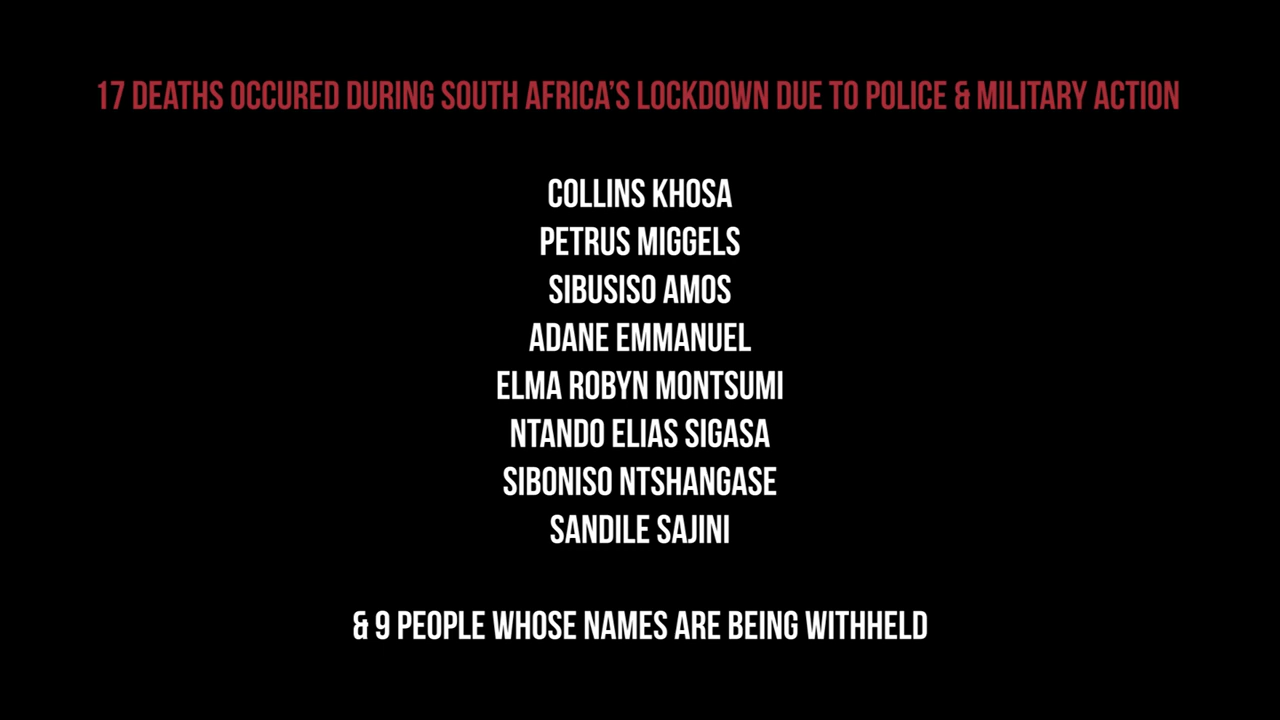 17 DEATHS OCCURED DURING SOUTH AFRICA'S LOCKDOWN DUE TO POLICE & MILITARY ACTION
COLLINS KHOSA
PETRUS MIGGELS
SIBUSISO AMOS
ADANE EMMANUEL
ELMA ROBYN MONTSUMI
NTANDO ELIAS SIGASA
SIBONISO NTSHANGASE
SANDILE SAJINI
& 9 PEOPLE WHOSE NAMES ARE BEING WITHHELD